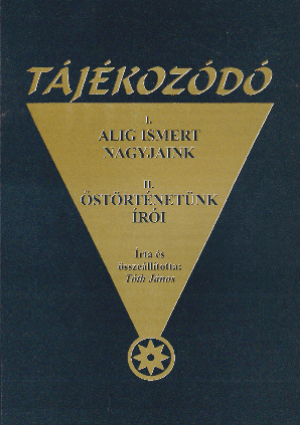 TÁJÉKOZÓDÓ
I.
ALIG ISMERT
NAGYJAINK
II.
ŐSTÖRTÉNETÜNK
ÍRÓI
Írta és
összeállította:
Tóth János